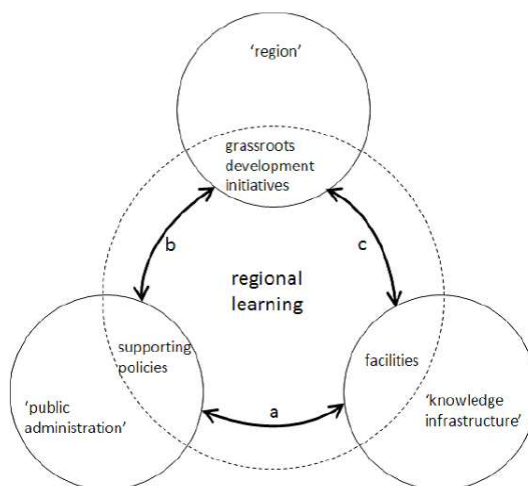 ‘region’
grassroots
development
initiatives
b
c
regional
learning
supporting
policies
facilities
a
‘public
administration’
‘knowledge
infrastructure’